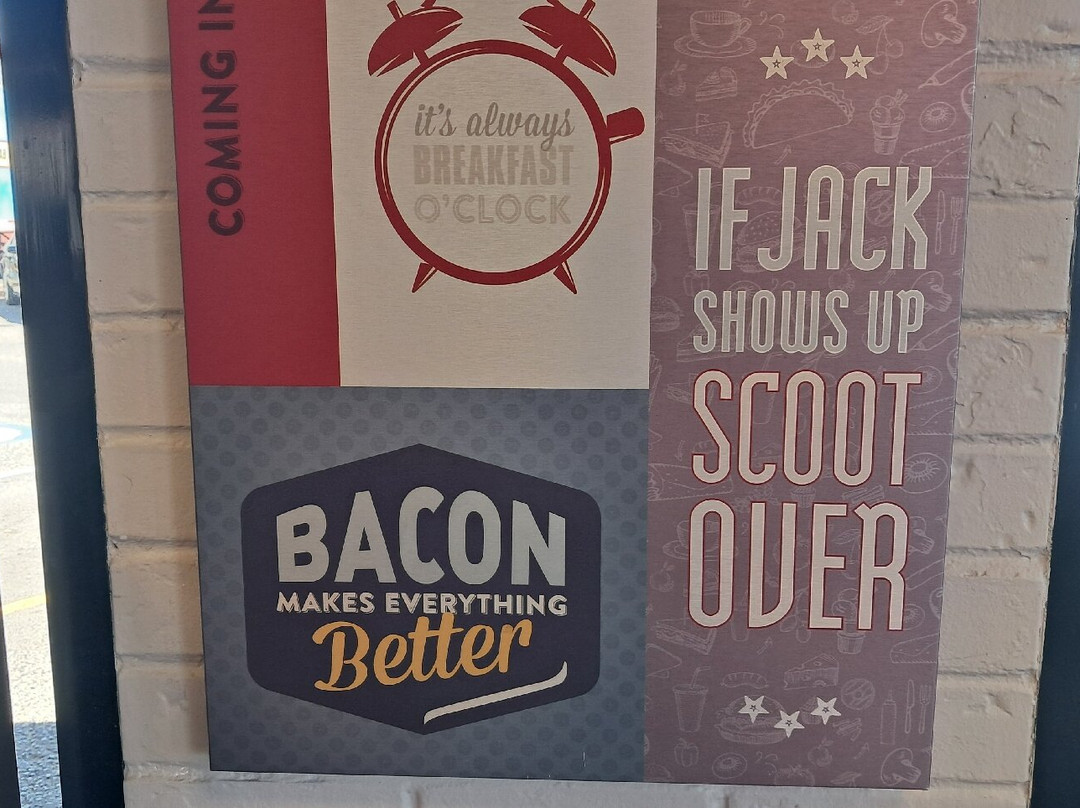 COMING IN
it's always
BREAKFAST
O'CLOCK
IF JACK
SHOWS UP
SCOOT
OVER
BACON
MAKES EVERYTHING
Better